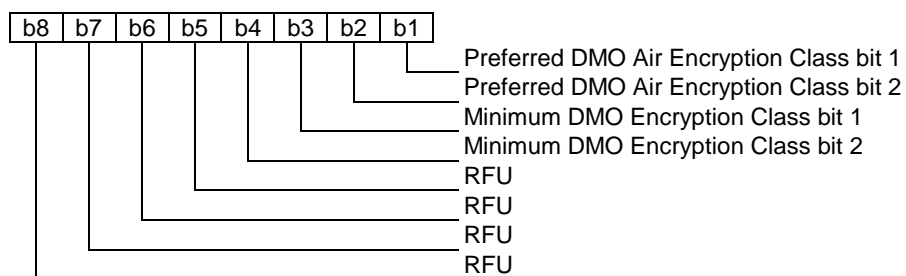 b8 b7 b6 b5 b4 b3 b2 b1
Preferred DMO Air Encryption Class bit 1
Preferred DMO Air Encryption Class bit 2
Minimum DMO Encryption Class bit 1
Minimum DMO Encryption Class bit 2
RFU
RFU
RFU
RFU